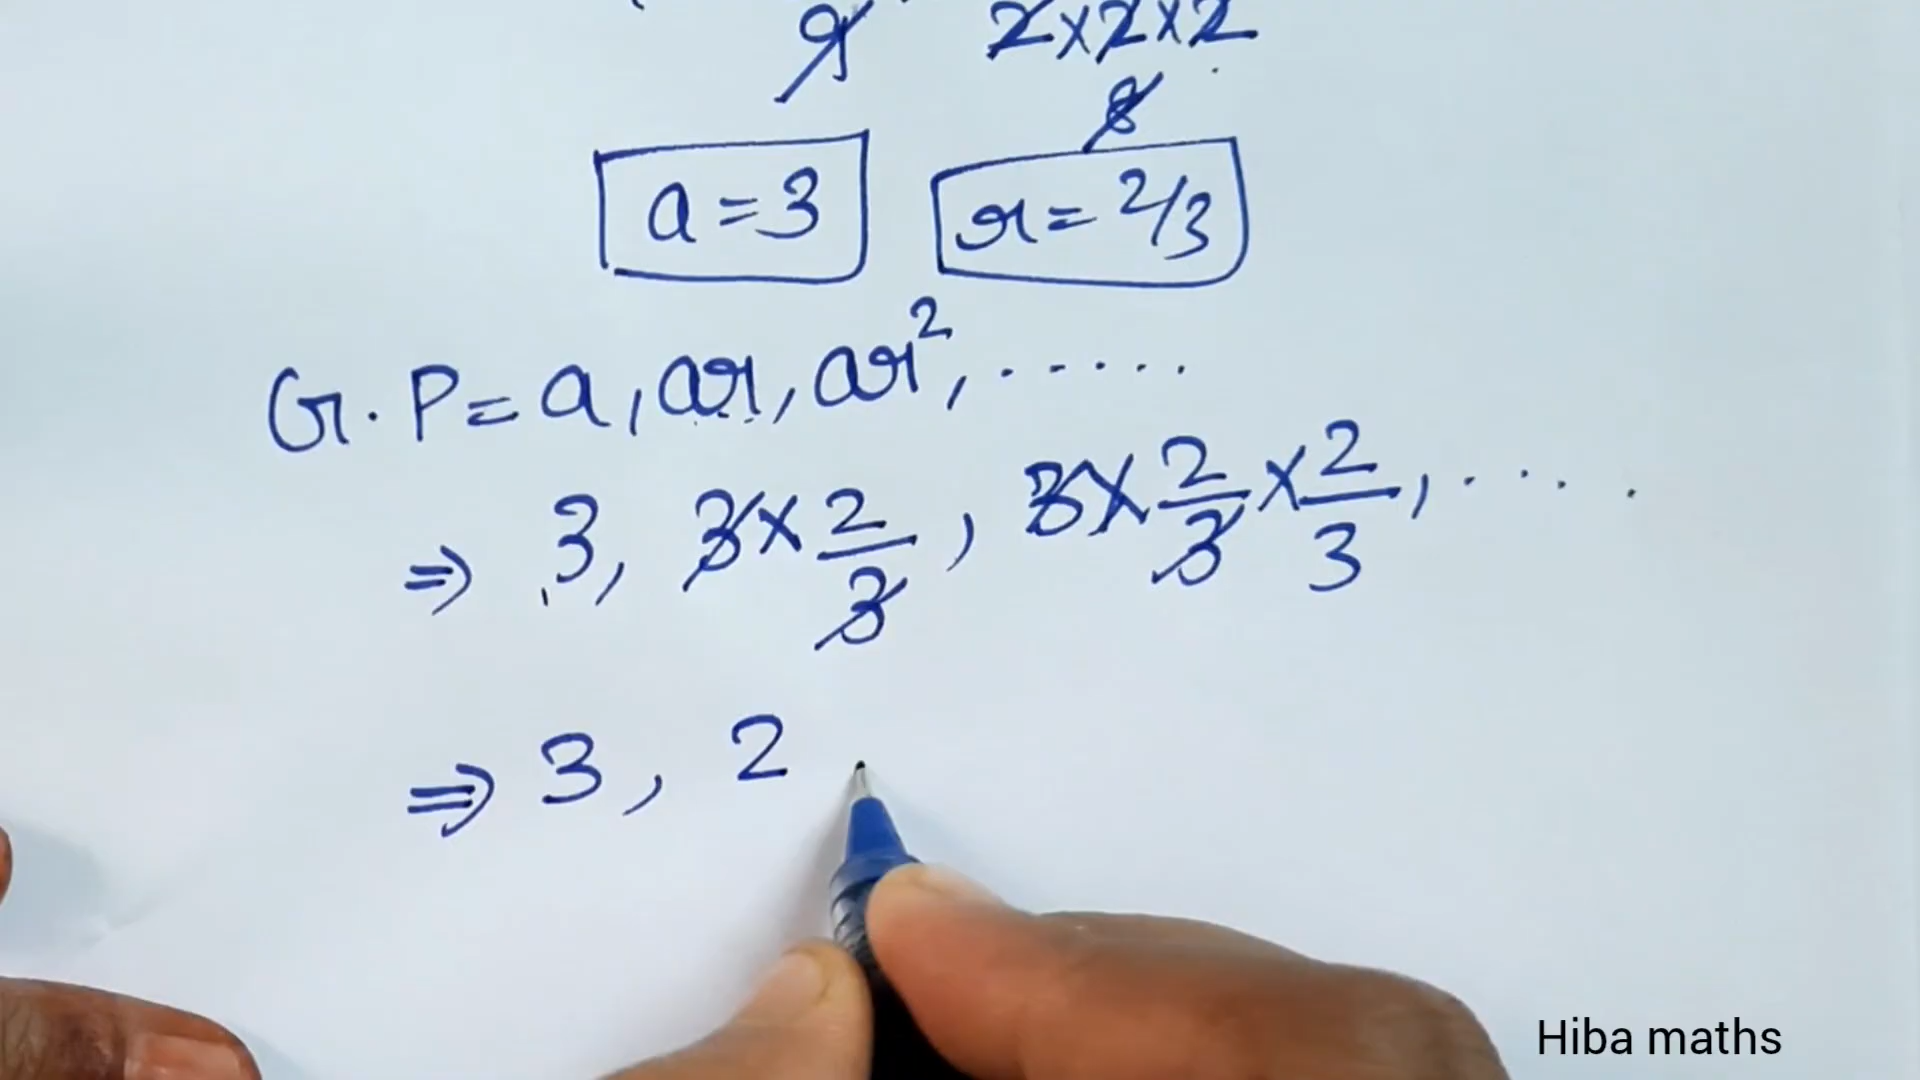 9 2×2×2
8
a=3 r=2/3
G.P = a, ar, ar², .....
⇒ 3, 3×2/3, 3×2/3×2/3, ....
⇒ 3, 2
Hiba maths